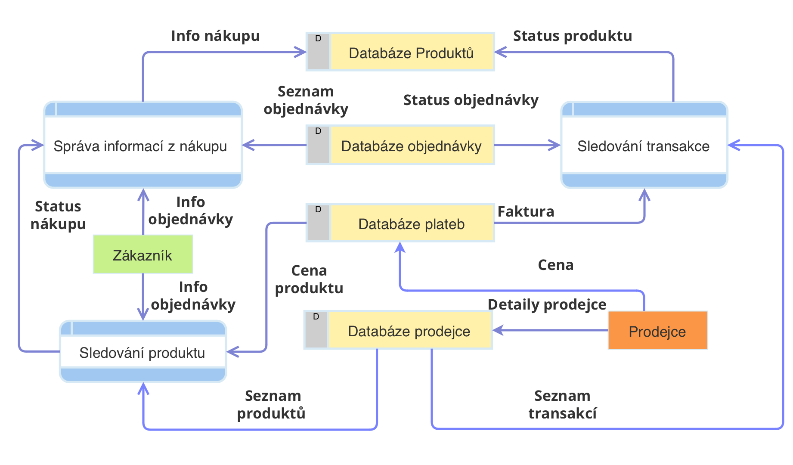 Info nákupu
Status produktu
D
Databáze Produktů
Seznam
objednávky
Status objednávky
D
Správa informací z nákupu
Databáze objednávky
Sledování transakce
Status
nákupu
Info
objednávky
D
Databáze plateb
Faktura
Zákazník
Cena
produktu
Cena
Info
objednávky
Detaily prodejce
D
Databáze prodejce
Prodejce
Sledování produktu
Seznam
produktů
Seznam
transakcí